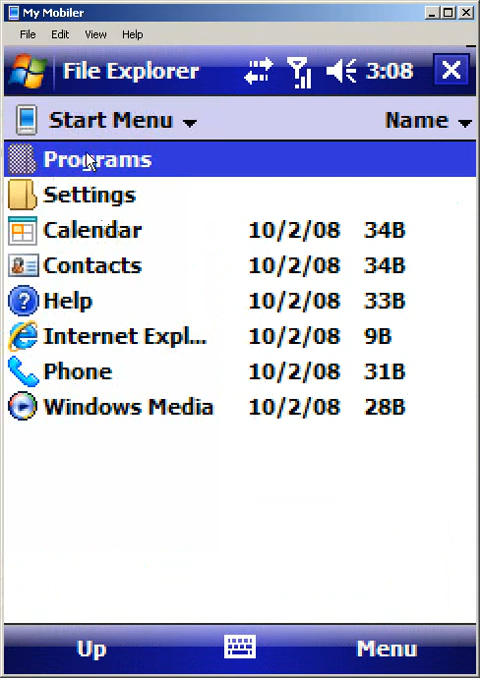 My Mobiler
File Edit View Help
File Explorer 3:08
Start Menu Name
Programs
Settings
Calendar 10/2/08 34B
Contacts 10/2/08 34B
Help 10/2/08 33B
Internet Expl... 10/2/08 9B
Phone 10/2/08 31B
Windows Media 10/2/08 28B
Up Menu